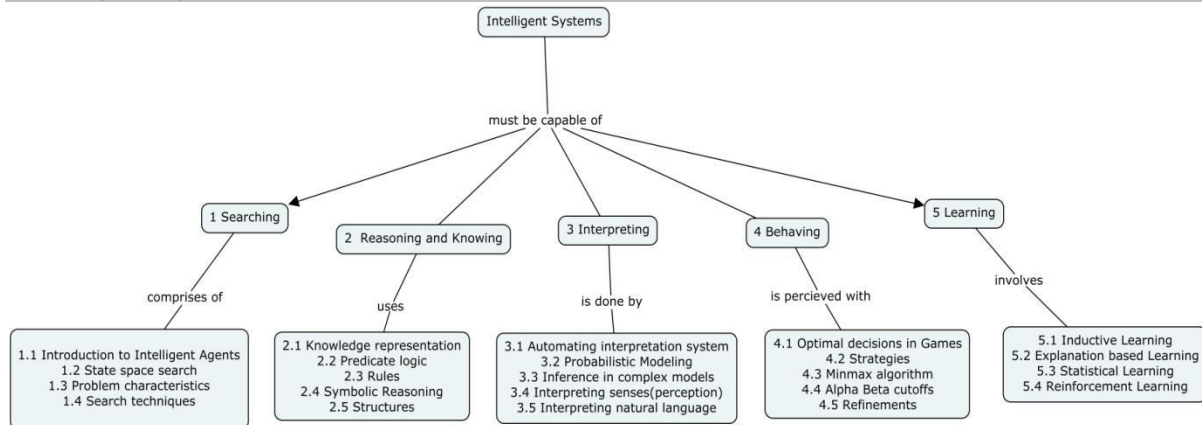 Intelligent Systems
must be capable of
1 Searching
2 Reasoning and Knowing
3 Interpreting
4 Behaving
5 Learning
comprises of
uses
is done by
is percieved with
involves
1.1 Introduction to Intelligent Agents
1.2 State space search
1.3 Problem characteristics
1.4 Search techniques
2.1 Knowledge representation
2.2 Predicate logic
2.3 Rules
2.4 Symbolic Reasoning
2.5 Structures
3.1 Automating interpretation system
3.2 Probabilistic Modeling
3.3 Inference in complex models
3.4 Interpreting senses(perception)
3.5 Interpreting natural language
4.1 Optimal decisions in Games
4.2 Strategies
4.3 Minmax algorithm
4.4 Alpha Beta cutoffs
4.5 Refinements
5.1 Inductive Learning
5.2 Explanation based Learning
5.3 Statistical Learning
5.4 Reinforcement Learning